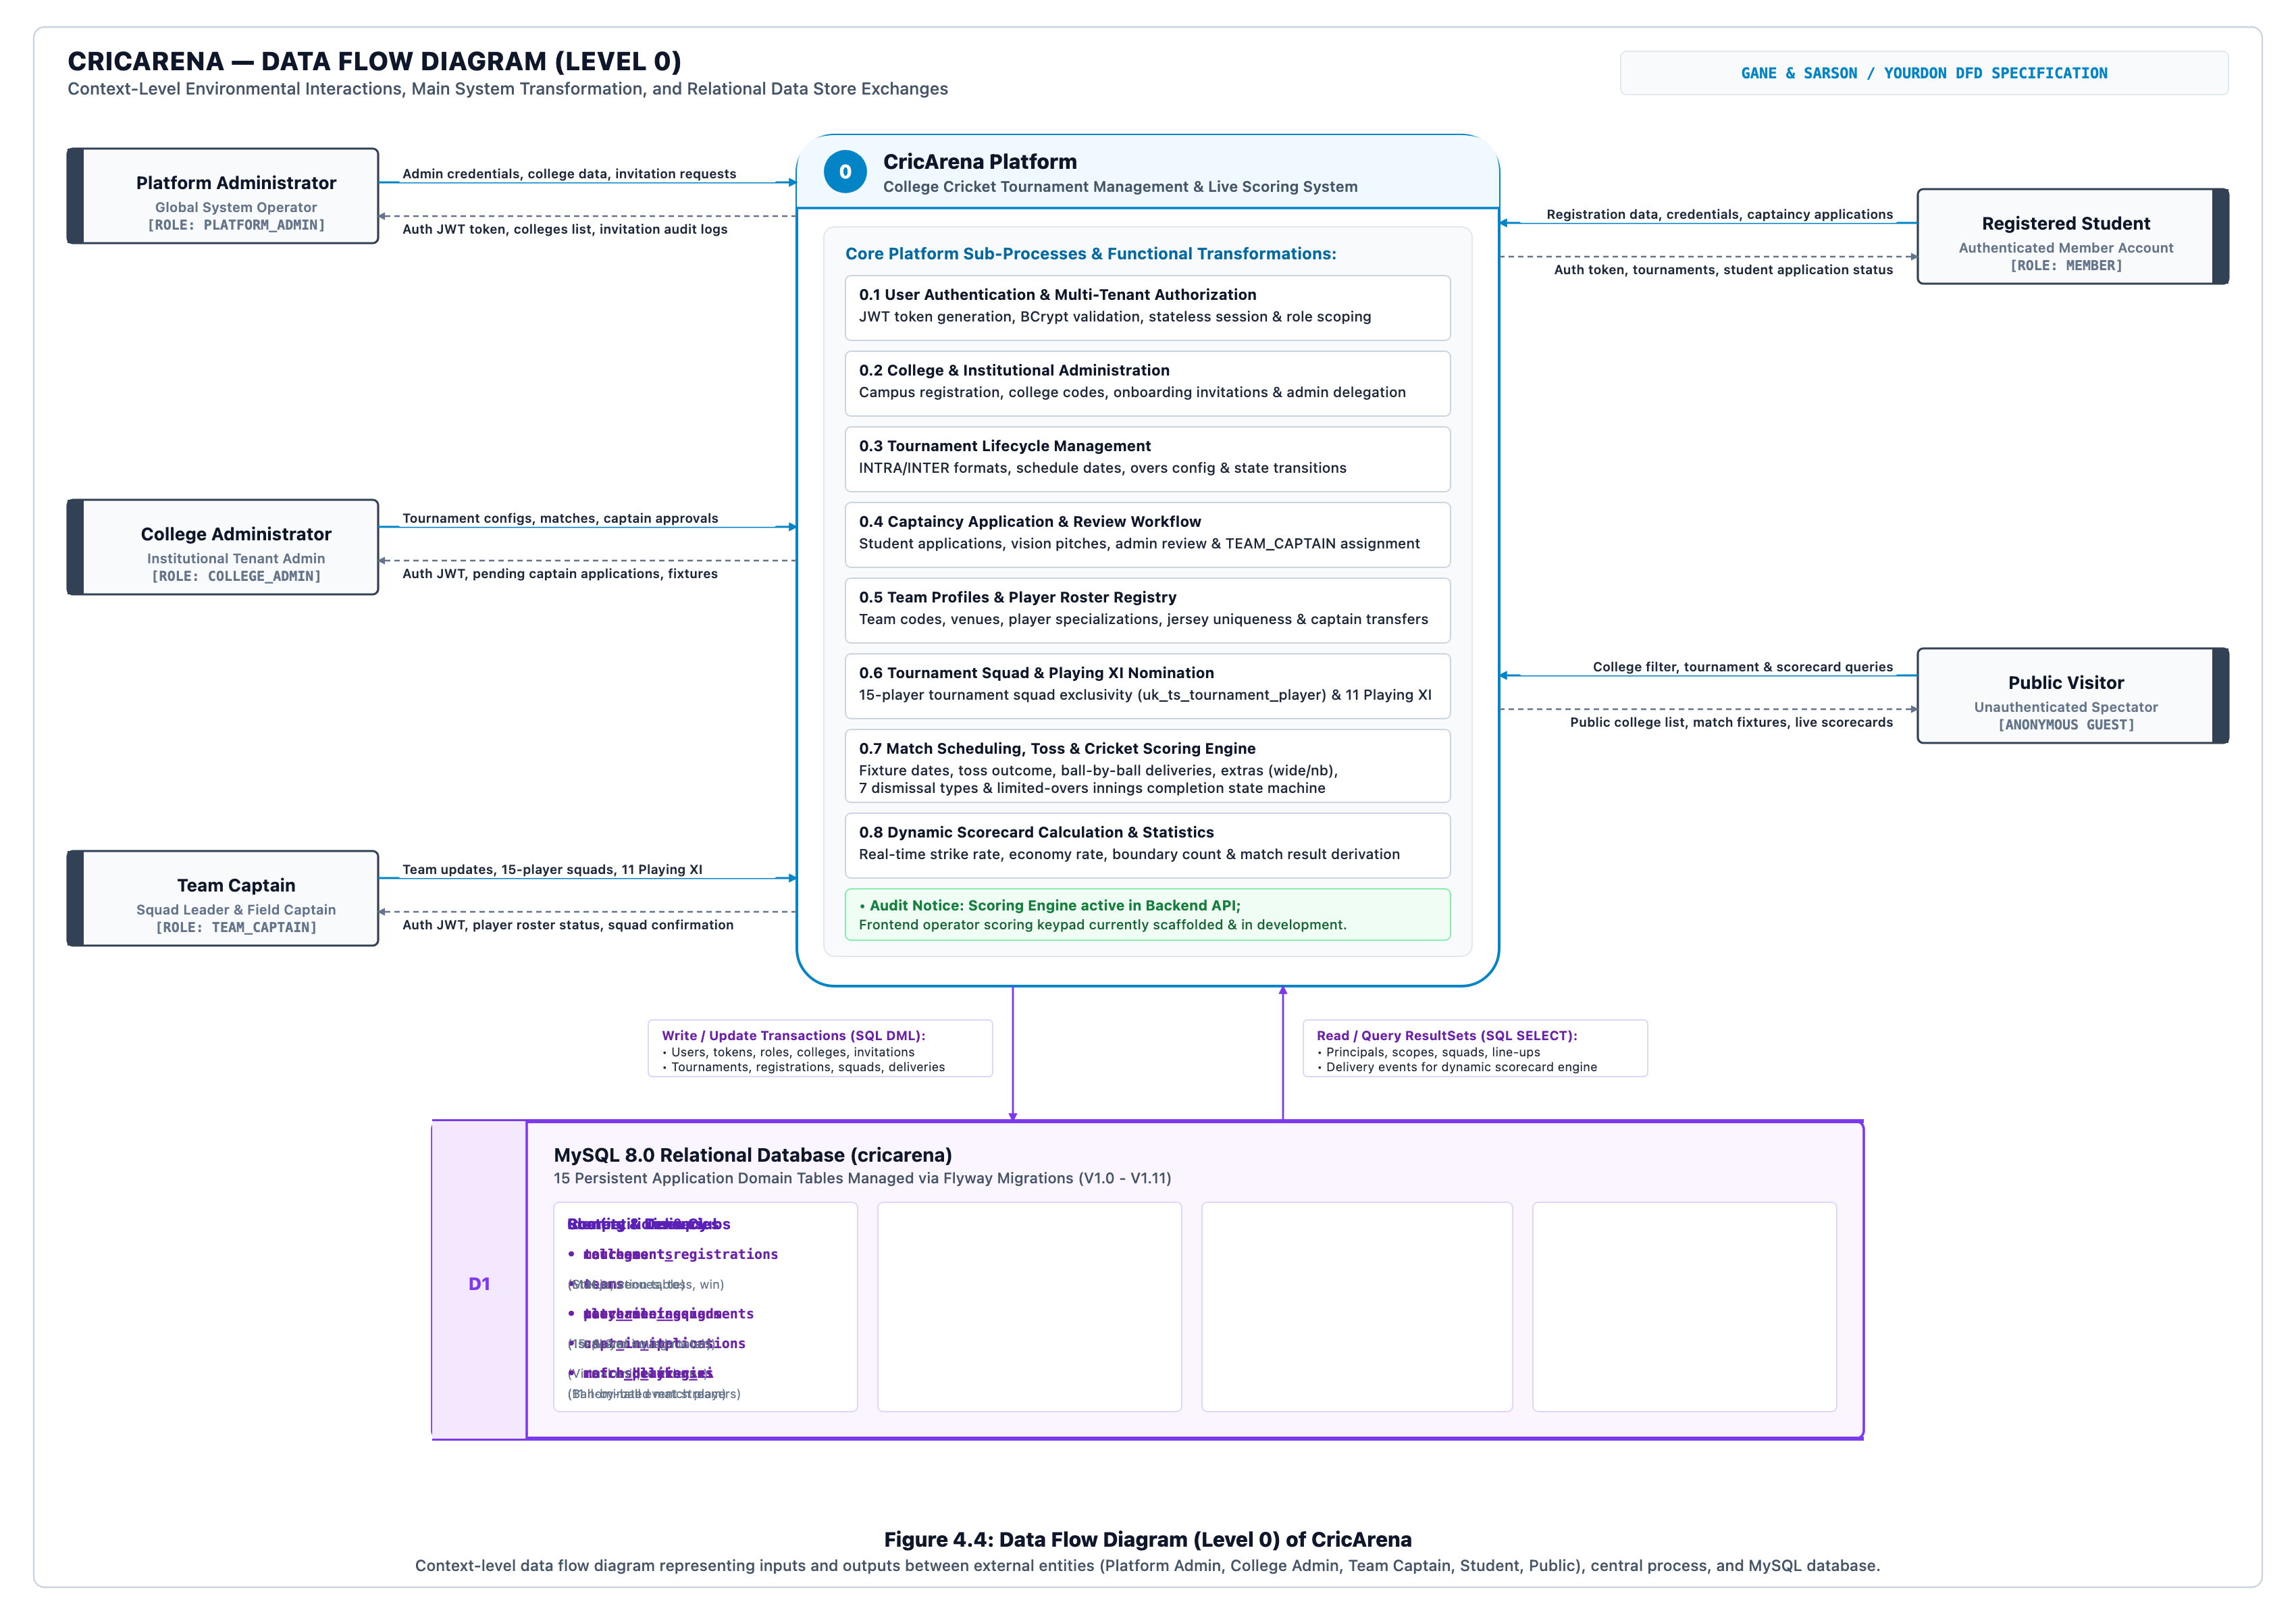 CRICARENA — DATA FLOW DIAGRAM (LEVEL 0)
Context-Level Environmental Interactions, Main System Transformation, and Relational Data Store Exchanges
GANE & SARSON / YOURDON DFD SPECIFICATION
Platform Administrator
Global System Operator
[ROLE: PLATFORM_ADMIN]
Admin credentials, college data, invitation requests
Auth JWT token, colleges list, invitation audit logs
College Administrator
Institutional Tenant Admin
[ROLE: COLLEGE_ADMIN]
Tournament configs, matches, captain approvals
Auth JWT, pending captain applications, fixtures
Team Captain
Squad Leader & Field Captain
[ROLE: TEAM_CAPTAIN]
Team updates, 15-player squads, 11 Playing XI
Auth JWT, player roster status, squad confirmation
0
CricArena Platform
College Cricket Tournament Management & Live Scoring System
Core Platform Sub-Processes & Functional Transformations:
0.1 User Authentication & Multi-Tenant Authorization
JWT token generation, BCrypt validation, stateless session & role scoping
0.2 College & Institutional Administration
Campus registration, college codes, onboarding invitations & admin delegation
0.3 Tournament Lifecycle Management
INTRA/INTER formats, schedule dates, overs config & state transitions
0.4 Captaincy Application & Review Workflow
Student applications, vision pitches, admin review & TEAM_CAPTAIN assignment
0.5 Team Profiles & Player Roster Registry
Team codes, venues, player specializations, jersey uniqueness & captain transfers
0.6 Tournament Squad & Playing XI Nomination
15-player tournament squad exclusivity (uk_ts_tournament_player) & 11 Playing XI
0.7 Match Scheduling, Toss & Cricket Scoring Engine
Fixture dates, toss outcome, ball-by-ball deliveries, extras (wide/nb),
7 dismissal types & limited-overs innings completion state machine
0.8 Dynamic Scorecard Calculation & Statistics
Real-time strike rate, economy rate, boundary count & match result derivation
• Audit Notice: Scoring Engine active in Backend API;
Frontend operator scoring keypad currently scaffolded & in development.
Registration data, credentials, captaincy applications
Auth token, tournaments, student application status
Registered Student
Authenticated Member Account
[ROLE: MEMBER]
College filter, tournament & scorecard queries
Public college list, match fixtures, live scorecards
Public Visitor
Unauthenticated Spectator
[ANONYMOUS GUEST]
Write / Update Transactions (SQL DML):
• Users, tokens, roles, colleges, invitations
• Tournaments, registrations, squads, deliveries
Read / Query ResultSets (SQL SELECT):
• Principals, scopes, squads, line-ups
• Delivery events for dynamic scorecard engine
D1
MySQL 8.0 Relational Database (cricarena)
15 Persistent Application Domain Tables Managed via Flyway Migrations (V1.0 - V1.11)
Figure 4.4: Data Flow Diagram (Level 0) of CricArena
Context-level data flow diagram representing inputs and outputs between external entities (Platform Admin, College Admin, Team Captain, Student, Public), central process, and MySQL database.